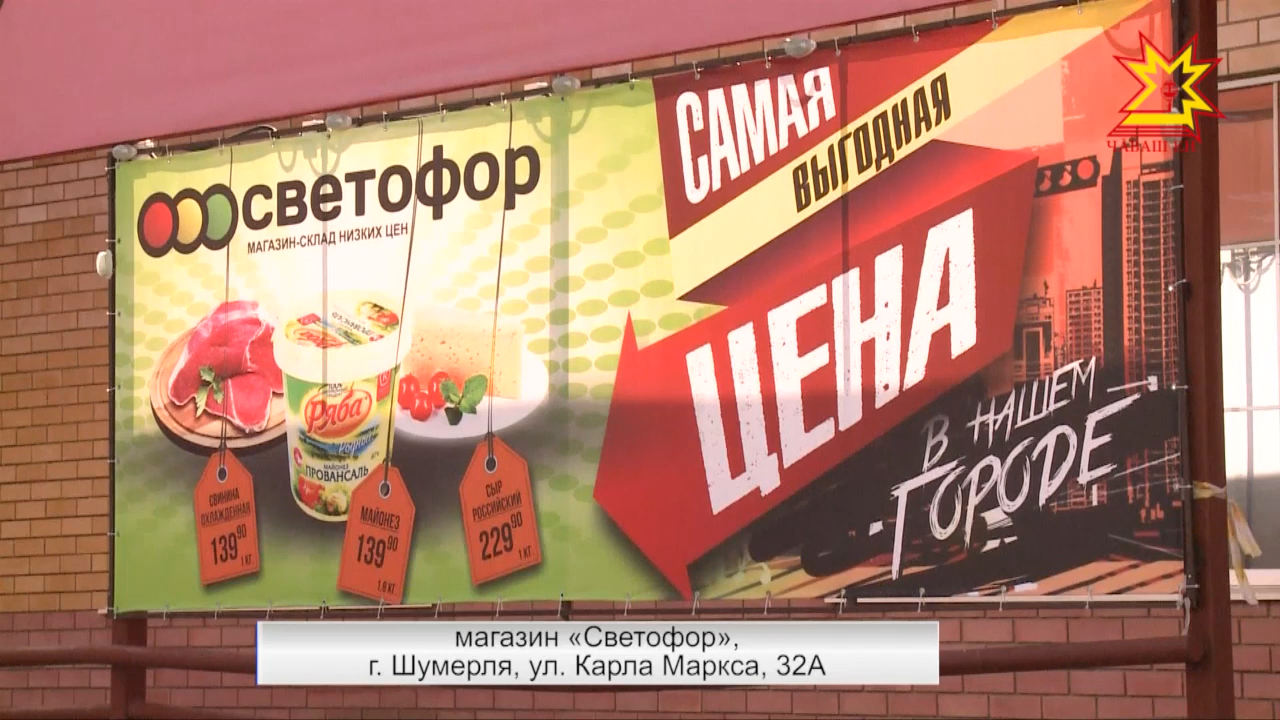 светофор
МАГАЗИН-СКЛАД НИЗКИХ ЦЕН
САМАЯ
ВЫГОДНАЯ
ЦЕНА
В НАШЕМ
ГОРОДЕ
Ряба
МАЙОНЕЗ
ПРОВАНСАЛЬ
СВИНИНА
ОХЛАЖДЕННАЯ
139 90
1 КГ
МАЙОНЕЗ
139 90
СЫР
РОССИЙСКИЙ
229 90
1 КГ
магазин «Светофор»,
г. Шумерля, ул. Карла Маркса, 32А